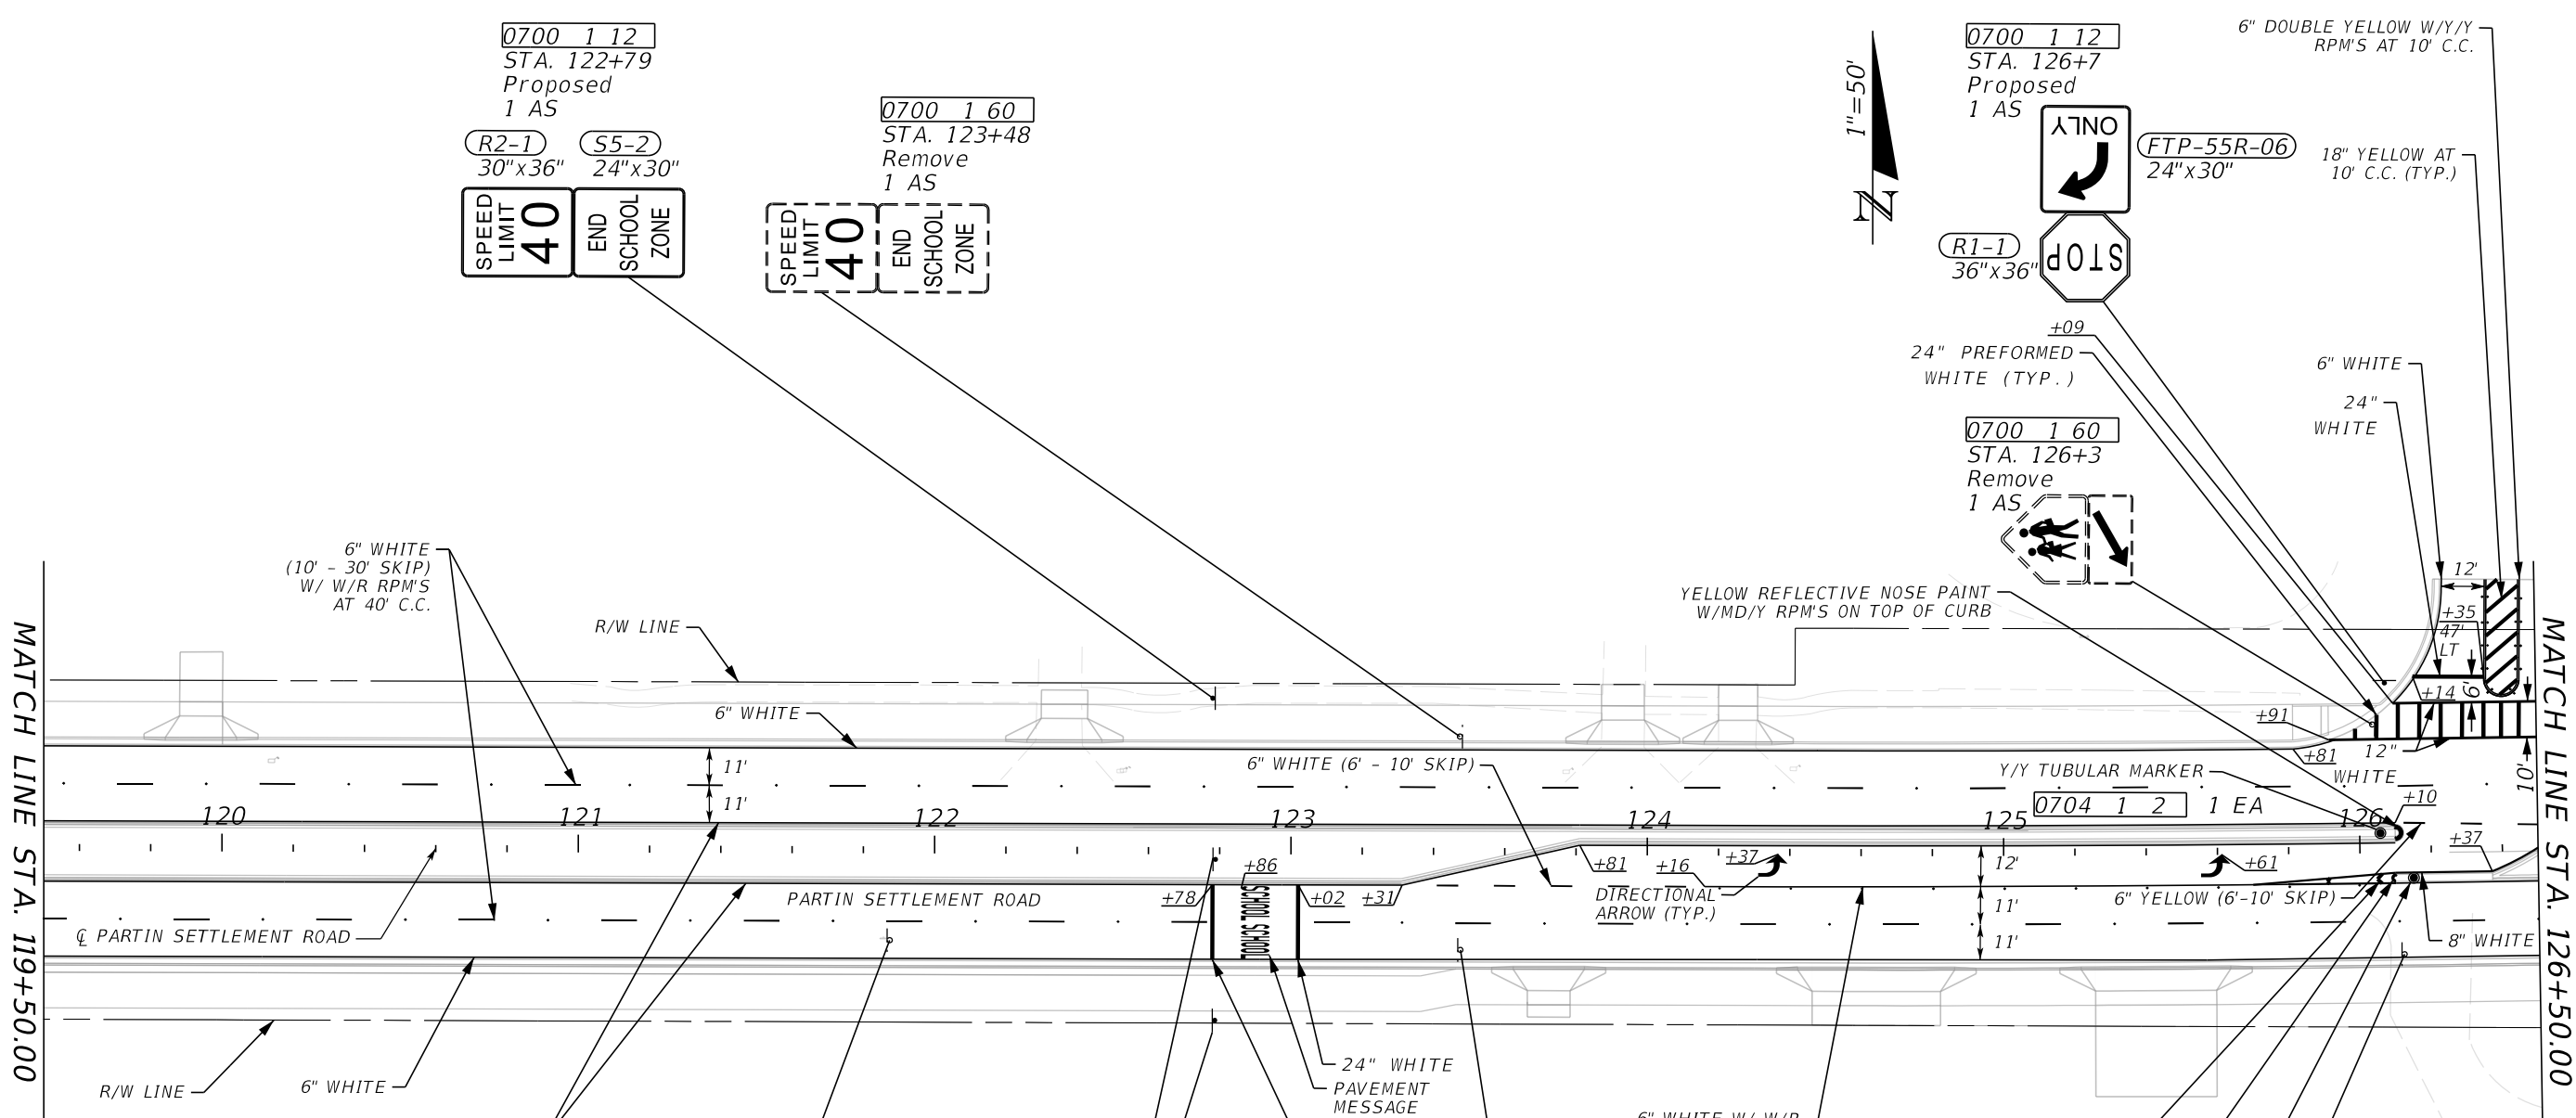 0700 1 12
STA. 122+79
Proposed
1 AS
R2-1
30"x36"
S5-2
24"x30"
SPEED
LIMIT
40
END
SCHOOL
ZONE
0700 1 60
STA. 123+48
Remove
1 AS
SPEED
LIMIT
40
END
SCHOOL
ZONE
1"=50'
N
0700 1 12
STA. 126+7
Proposed
1 AS
ONLY
FTP-55R-06
24"x30"
R1-1
36"x36"
STOP
6" DOUBLE YELLOW W/Y/Y
RPM'S AT 10' C.C.
18" YELLOW AT
10' C.C. (TYP.)
+09
24" PREFORMED
WHITE (TYP.)
6" WHITE
24"
WHITE
0700 1 60
STA. 126+3
Remove
1 AS
6" WHITE
(10' - 30' SKIP)
W/ W/R RPM'S
AT 40' C.C.
R/W LINE
YELLOW REFLECTIVE NOSE PAINT
W/MD/Y RPM'S ON TOP OF CURB
12'
+35
47'
LT
+14
6'
+91
+81
12"
WHITE
10'
6" WHITE
11'
11'
6" WHITE (6' - 10' SKIP)
Y/Y TUBULAR MARKER
0704 1 2 1 EA
+10
+37
120
121
122
123
124
125
126
+86
+78
+02
+31
+81
+16
+37
+61
12'
11'
11'
DIRECTIONAL
ARROW (TYP.)
6" YELLOW (6'-10' SKIP)
8" WHITE
PARTIN SETTLEMENT ROAD
℄ PARTIN SETTLEMENT ROAD
SCHOOL SCHOOL
R/W LINE
6" WHITE
24" WHITE
PAVEMENT
MESSAGE
6" WHITE W/ W/R
MATCH LINE STA. 119+50.00
MATCH LINE STA. 126+50.00